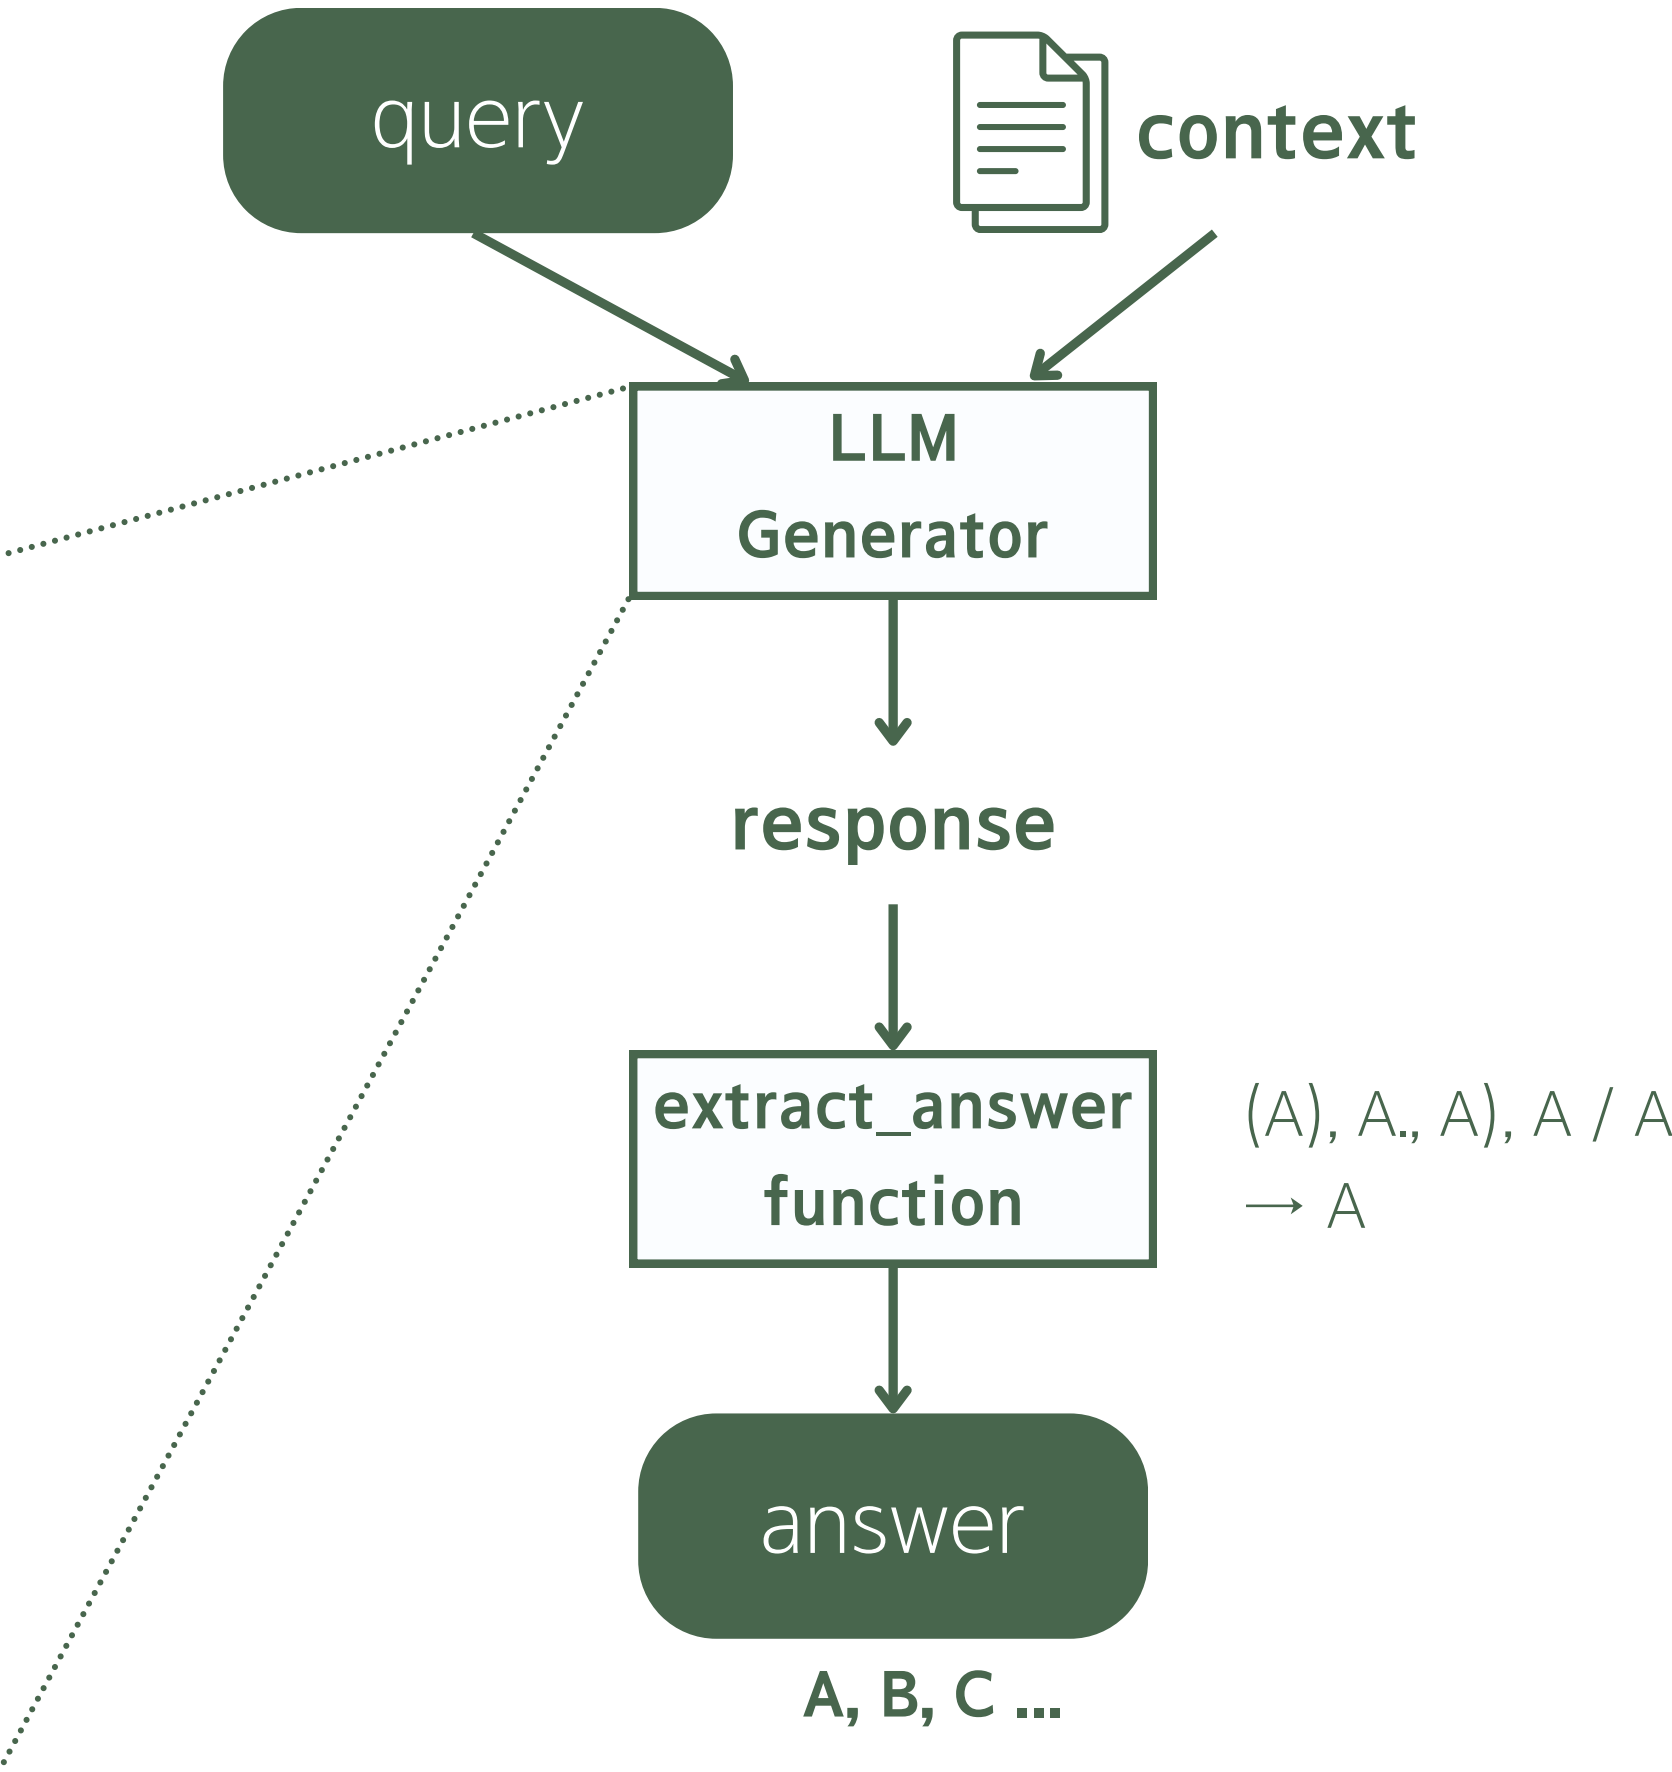 query
context
LLM
Generator
response
extract_answer
function
(A), A., A), A / A
→ A
answer
A, B, C ...